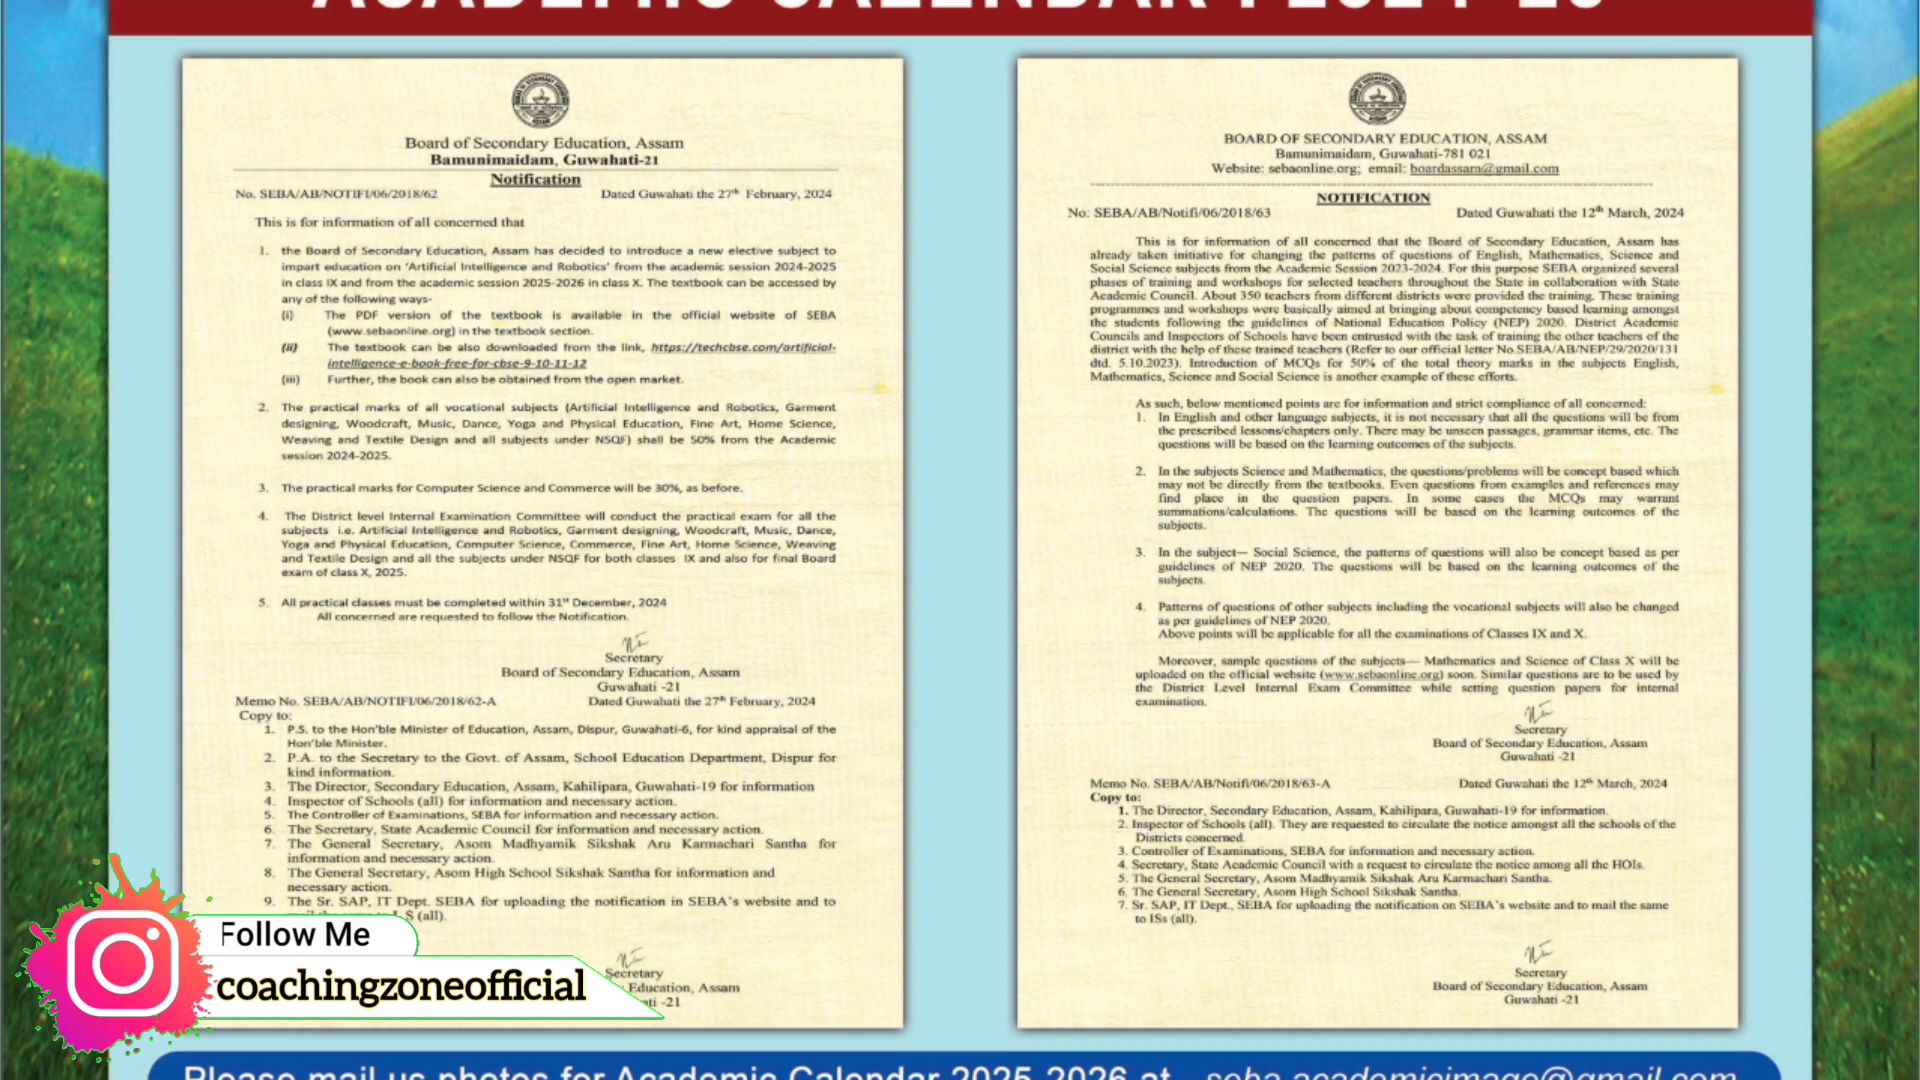 Board of Secondary Education, Assam
Bamunimaidam, Guwahati-21
Notification
No. SEBA/AB/NOTIFI/06/2018/62 Dated Guwahati the 27th February, 2024
This is for information of all concerned that
1. the Board of Secondary Education, Assam has decided to introduce a new elective subject to
impart education on 'Artificial Intelligence and Robotics' from the academic session 2024-2025
in class IX and from the academic session 2025-2026 in class X. The textbook can be accessed by
any of the following ways-
(i) The PDF version of the textbook is available in the official website of SEBA
(www.sebaonline.org) in the textbook section.
(ii) The textbook can be also downloaded from the link, https://techcbse.com/artificial-
intelligence-e-book-free-for-cbse-9-10-11-12
(iii) Further, the book can also be obtained from the open market.
2. The practical marks of all vocational subjects (Artificial Intelligence and Robotics, Garment
designing, Woodcraft, Music, Dance, Yoga and Physical Education, Fine Art, Home Science,
Weaving and Textile Design and all subjects under NSQF) shall be 50% from the Academic
session 2024-2025.
3. The practical marks for Computer Science and Commerce will be 30%, as before.
4. The District level Internal Examination Committee will conduct the practical exam for all the
subjects i.e. Artificial Intelligence and Robotics, Garment designing, Woodcraft, Music, Dance,
Yoga and Physical Education, Computer Science, Commerce, Fine Art, Home Science, Weaving
and Textile Design and all the subjects under NSQF for both classes IX and also for final Board
exam of class X, 2025.
5. All practical classes must be completed within 31st December, 2024
All concerned are requested to follow the Notification.
Secretary
Board of Secondary Education, Assam
Guwahati -21
Memo No. SEBA/AB/NOTIFI/06/2018/62-A Dated Guwahati the 27th February, 2024
Copy to:
1. P.S. to the Hon'ble Minister of Education, Assam, Dispur, Guwahati-6, for kind appraisal of the
Hon'ble Minister.
2. P.A. to the Secretary to the Govt. of Assam, School Education Department, Dispur for
kind information.
3. The Director, Secondary Education, Assam, Kahilipara, Guwahati-19 for information
4. Inspector of Schools (all) for information and necessary action.
5. The Controller of Examinations, SEBA for information and necessary action.
6. The Secretary, State Academic Council for information and necessary action.
7. The General Secretary, Asom Madhyamik Sikshak Aru Karmachari Santha for
information and necessary action.
8. The General Secretary, Asom High School Sikshak Santha for information and
necessary action.
9. The Sr. SAP, IT Dept. SEBA for uploading the notification in SEBA's website and to
(all).
Secretary
Education, Assam
-21
BOARD OF SECONDARY EDUCATION, ASSAM
Bamunimaidam, Guwahati-781 021
Website: sebaonline.org; email: boardassam@gmail.com
NOTIFICATION
No: SEBA/AB/Notifi/06/2018/63 Dated Guwahati the 12th March, 2024
This is for information of all concerned that the Board of Secondary Education, Assam has
already taken initiative for changing the patterns of questions of English, Mathematics, Science and
Social Science subjects from the Academic Session 2023-2024. For this purpose SEBA organized several
phases of training and workshops for selected teachers throughout the State in collaboration with State
Academic Council. About 350 teachers from different districts were provided the training. These training
programmes and workshops were basically aimed at bringing about competency based learning amongst
the students following the guidelines of National Education Policy (NEP) 2020. District Academic
Councils and Inspectors of Schools have been entrusted with the task of training the other teachers of the
district with the help of these trained teachers (Refer to our official letter No.SEBA/AB/NEP/29/2020/131
dtd. 5.10.2023). Introduction of MCQs for 50% of the total theory marks in the subjects English,
Mathematics, Science and Social Science is another example of these efforts.
As such, below mentioned points are for information and strict compliance of all concerned:
1. In English and other language subjects, it is not necessary that all the questions will be from
the prescribed lessons/chapters only. There may be unseen passages, grammar items, etc. The
questions will be based on the learning outcomes of the subjects.
2. In the subjects Science and Mathematics, the questions/problems will be concept based which
may not be directly from the textbooks. Even questions from examples and references may
find place in the question papers. In some cases the MCQs may warrant
summations/calculations. The questions will be based on the learning outcomes of the
subjects.
3. In the subject— Social Science, the patterns of questions will also be concept based as per
guidelines of NEP 2020. The questions will be based on the learning outcomes of the
subjects.
4. Patterns of questions of other subjects including the vocational subjects will also be changed
as per guidelines of NEP 2020.
Above points will be applicable for all the examinations of Classes IX and X.
Moreover, sample questions of the subjects— Mathematics and Science of Class X will be
uploaded on the official website (www.sebaonline.org) soon. Similar questions are to be used by
the District Level Internal Exam Committee while setting question papers for internal
examination.
Secretary
Board of Secondary Education, Assam
Guwahati -21
Memo No. SEBA/AB/Notifi/06/2018/63-A Dated Guwahati the 12th March, 2024
Copy to:
1. The Director, Secondary Education, Assam, Kahilipara, Guwahati-19 for information.
2. Inspector of Schools (all). They are requested to circulate the notice amongst all the schools of the
Districts concerned.
3. Controller of Examinations, SEBA for information and necessary action.
4. Secretary, State Academic Council with a request to circulate the notice among all the HOIs.
5. The General Secretary, Asom Madhyamik Sikshak Aru Karmachari Santha.
6. The General Secretary, Asom High School Sikshak Santha.
7. Sr. SAP, IT Dept., SEBA for uploading the notification on SEBA's website and to mail the same
to ISs (all).
Secretary
Board of Secondary Education, Assam
Guwahati -21
Follow Me
coachingzoneofficial
Please mail us photos for Academic Calendar 2025-2026 at - seba.academicimage@gmail.com